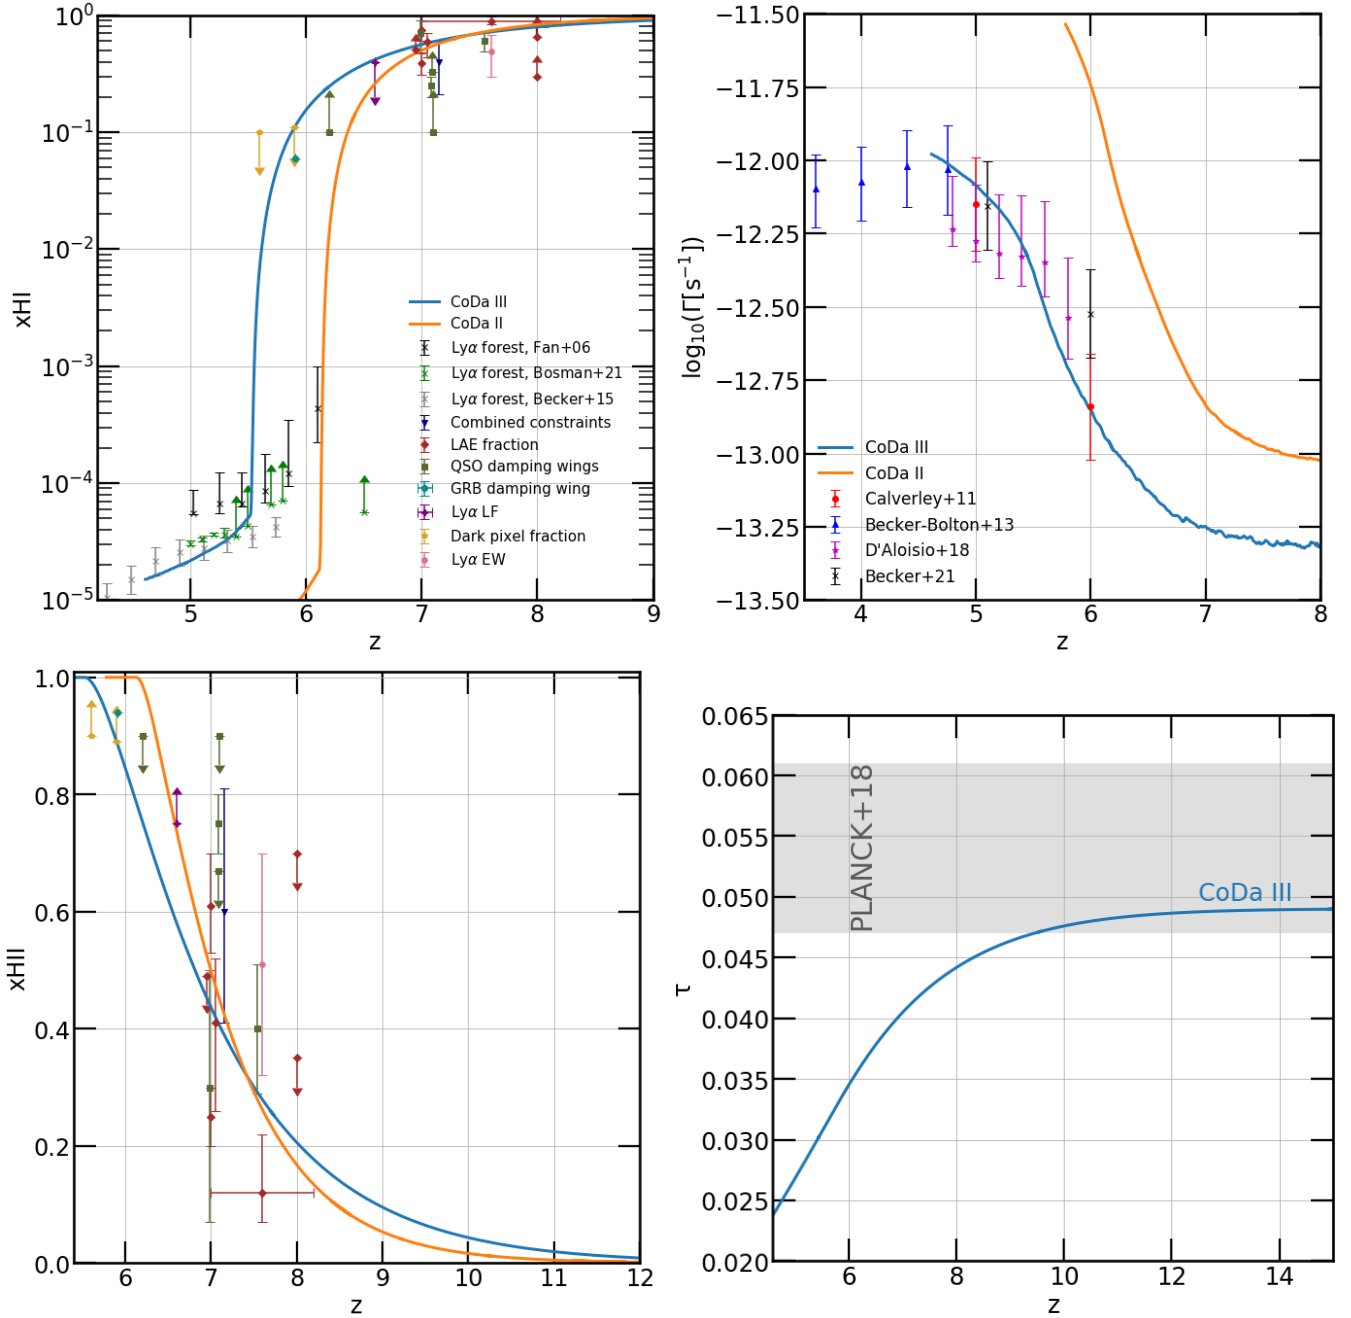 10⁰
10⁻¹
10⁻²
10⁻³
10⁻⁴
10⁻⁵
xHI
5 6 7 8 9
z
CoDa III
CoDa II
Lyα forest, Fan+06
Lyα forest, Bosman+21
Lyα forest, Becker+15
Combined constraints
LAE fraction
QSO damping wings
GRB damping wing
Lyα LF
Dark pixel fraction
Lyα EW
−11.50
−11.75
−12.00
−12.25
−12.50
−12.75
−13.00
−13.25
−13.50
log₁₀(Γ[s⁻¹])
4 5 6 7 8
z
CoDa III
CoDa II
Calverley+11
Becker-Bolton+13
D'Aloisio+18
Becker+21
1.0
0.8
0.6
0.4
0.2
0.0
xHII
6 7 8 9 10 11 12
z
0.065
0.060
0.055
0.050
0.045
0.040
0.035
0.030
0.025
0.020
τ
PLANCK+18
CoDa III
6 8 10 12 14
z